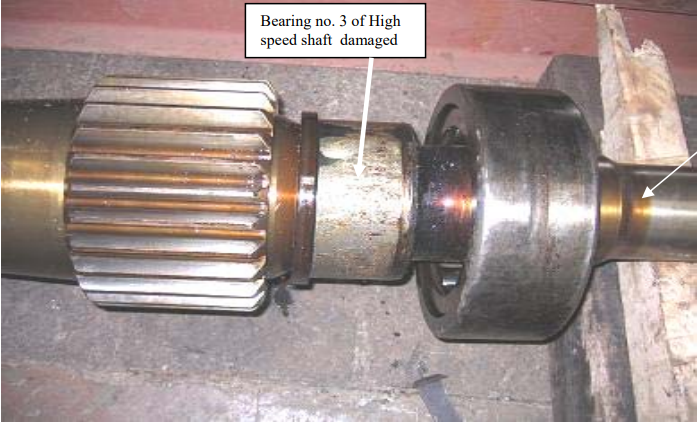 Bearing no. 3 of High
speed shaft  damaged